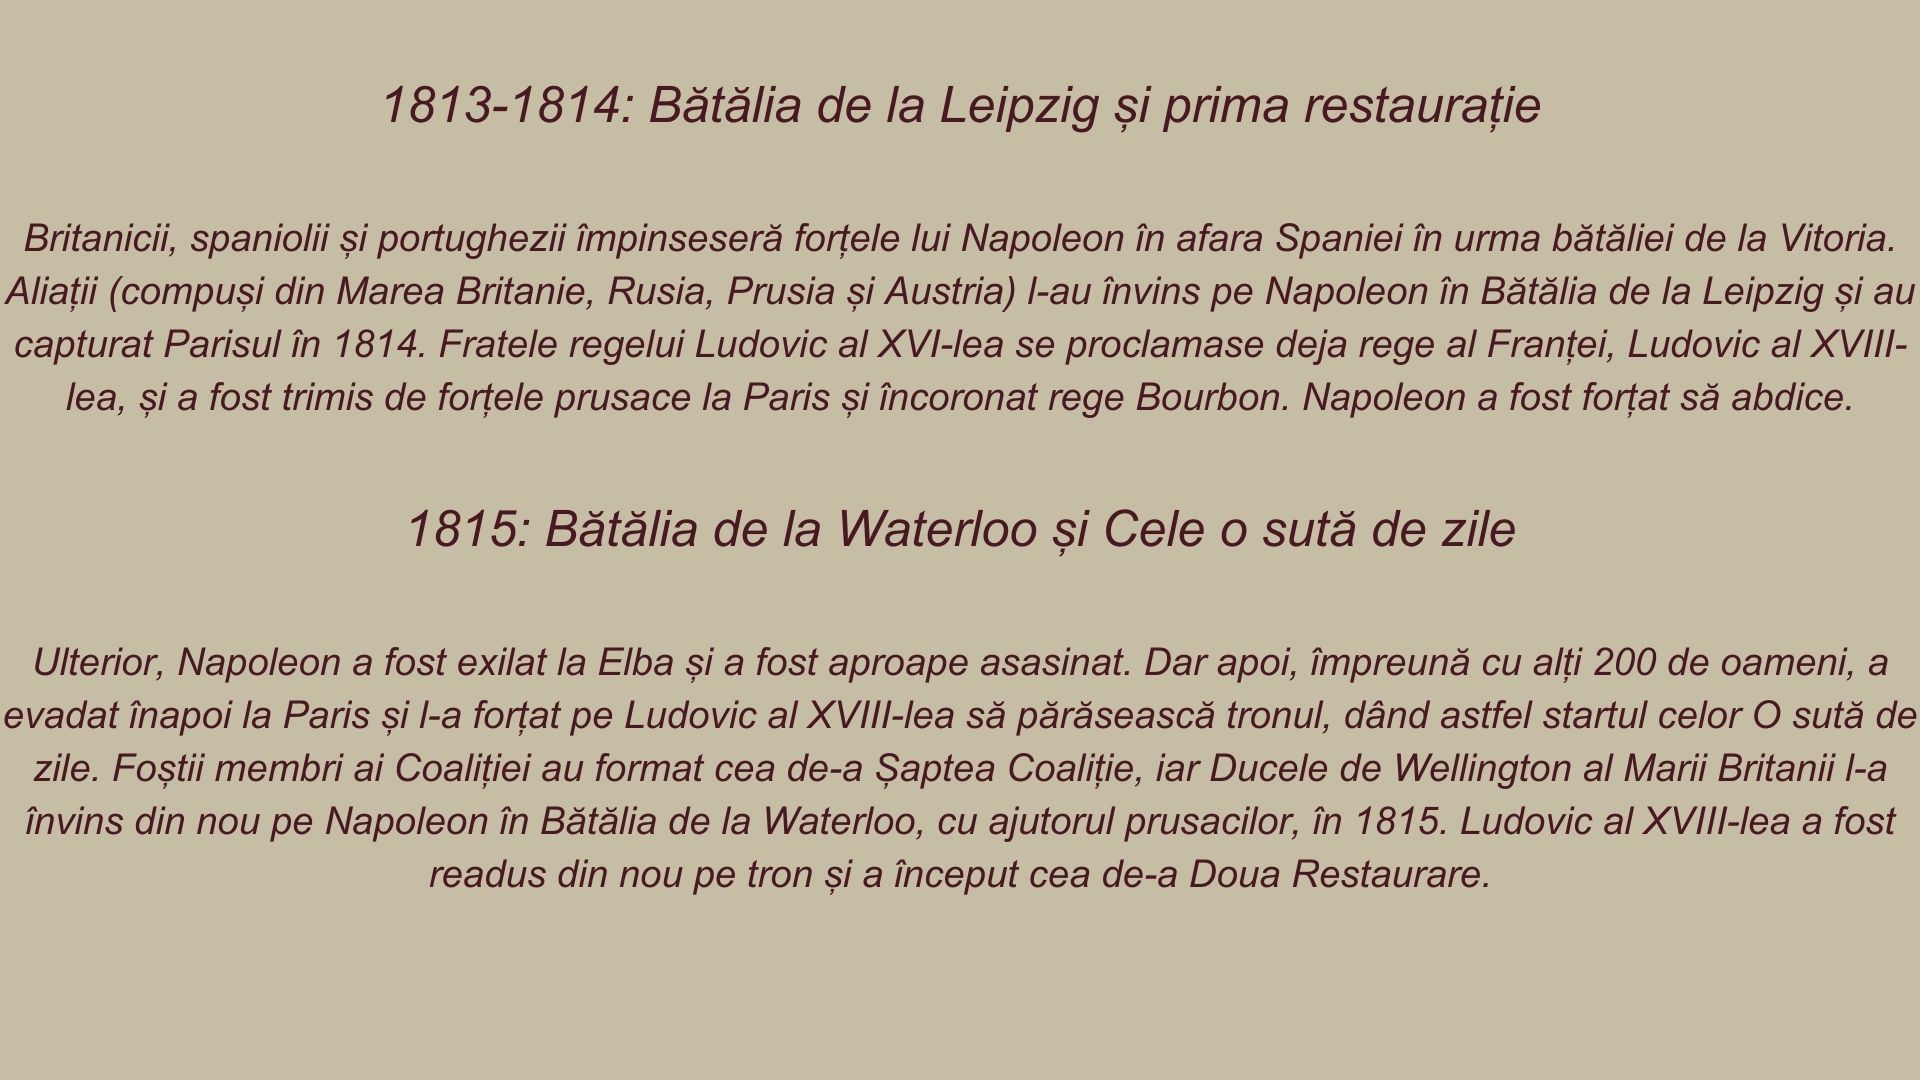 1813-1814: Bătălia de la Leipzig și prima restaurație
Britanicii, spaniolii și portughezii împinseseră forțele lui Napoleon în afara Spaniei în urma bătăliei de la Vitoria.
Aliații (compuși din Marea Britanie, Rusia, Prusia și Austria) l-au învins pe Napoleon în Bătălia de la Leipzig și au
capturat Parisul în 1814. Fratele regelui Ludovic al XVI-lea se proclamase deja rege al Franței, Ludovic al XVIII-
lea, și a fost trimis de forțele prusace la Paris și încoronat rege Bourbon. Napoleon a fost forțat să abdice.
1815: Bătălia de la Waterloo și Cele o sută de zile
Ulterior, Napoleon a fost exilat la Elba și a fost aproape asasinat. Dar apoi, împreună cu alți 200 de oameni, a
evadat înapoi la Paris și l-a forțat pe Ludovic al XVIII-lea să părăsească tronul, dând astfel startul celor O sută de
zile. Foștii membri ai Coaliției au format cea de-a Șaptea Coaliție, iar Ducele de Wellington al Marii Britanii l-a
învins din nou pe Napoleon în Bătălia de la Waterloo, cu ajutorul prusacilor, în 1815. Ludovic al XVIII-lea a fost
readus din nou pe tron și a început cea de-a Doua Restaurare.